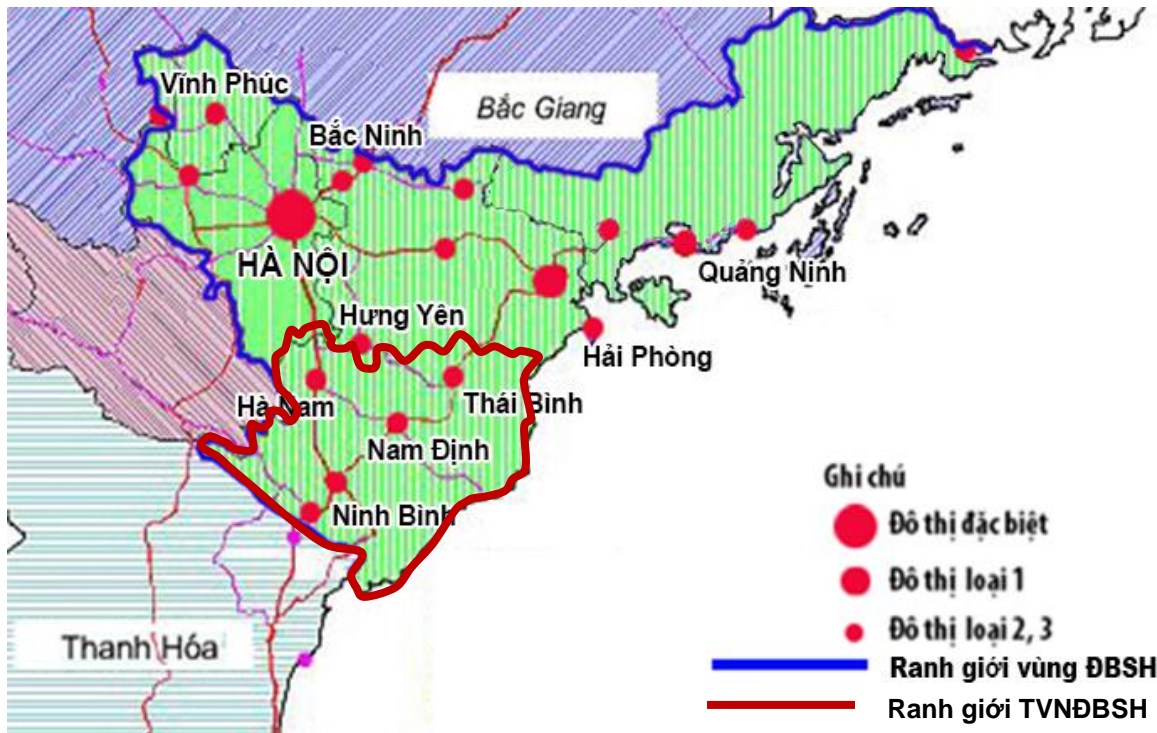 Vĩnh Phúc
Bắc Giang
Bắc Ninh
HÀ NỘI
Quảng Ninh
Hưng Yên
Hải Phòng
Hà Nam
Thái Bình
Nam Định
Ninh Bình
Thanh Hóa
Ghi chú
Đô thị đặc biệt
Đô thị loại 1
Đô thị loại 2, 3
Ranh giới vùng ĐBSH
Ranh giới TVNĐBSH